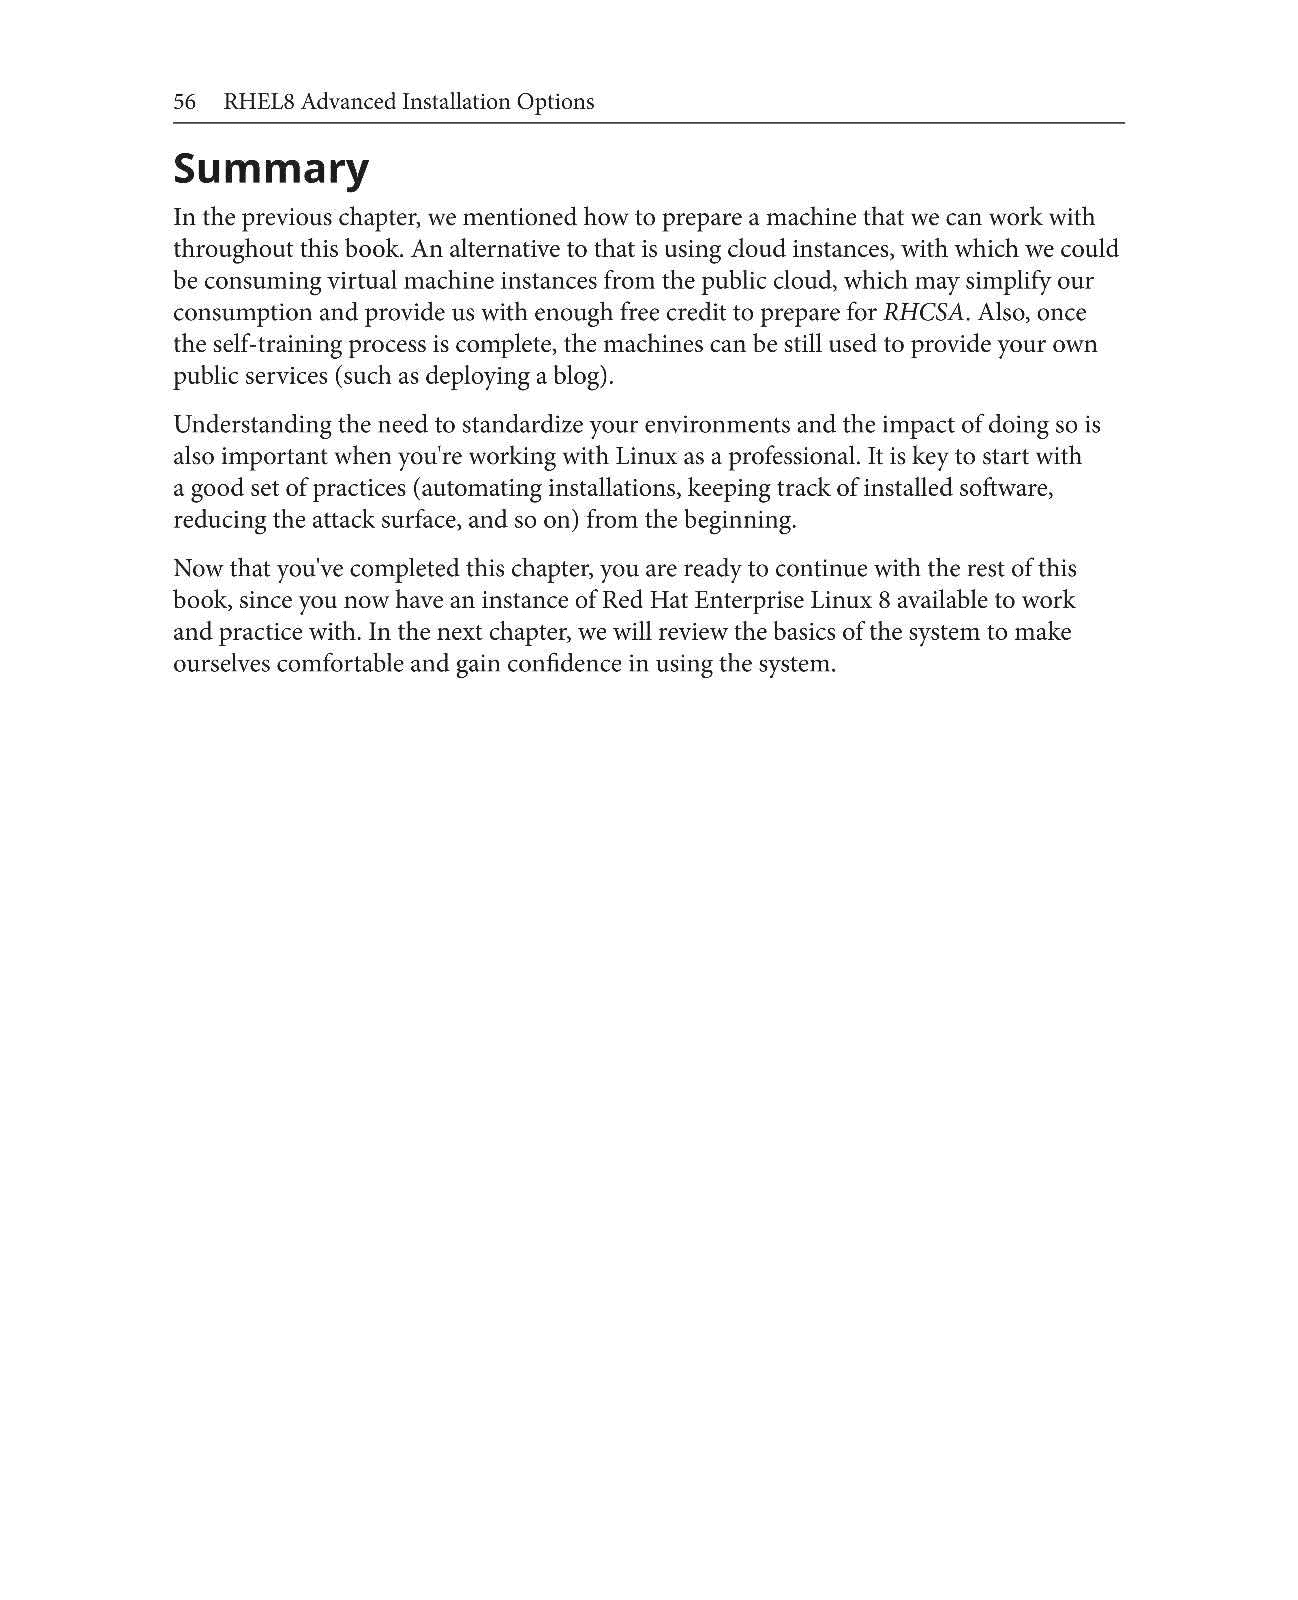 56 RHEL8 Advanced Installation Options
Summary
In the previous chapter, we mentioned how to prepare a machine that we can work with
throughout this book. An alternative to that is using cloud instances, with which we could
be consuming virtual machine instances from the public cloud, which may simplify our
consumption and provide us with enough free credit to prepare for RHCSA. Also, once
the self-training process is complete, the machines can be still used to provide your own
public services (such as deploying a blog).
Understanding the need to standardize your environments and the impact of doing so is
also important when you're working with Linux as a professional. It is key to start with
a good set of practices (automating installations, keeping track of installed software,
reducing the attack surface, and so on) from the beginning.
Now that you've completed this chapter, you are ready to continue with the rest of this
book, since you now have an instance of Red Hat Enterprise Linux 8 available to work
and practice with. In the next chapter, we will review the basics of the system to make
ourselves comfortable and gain confidence in using the system.